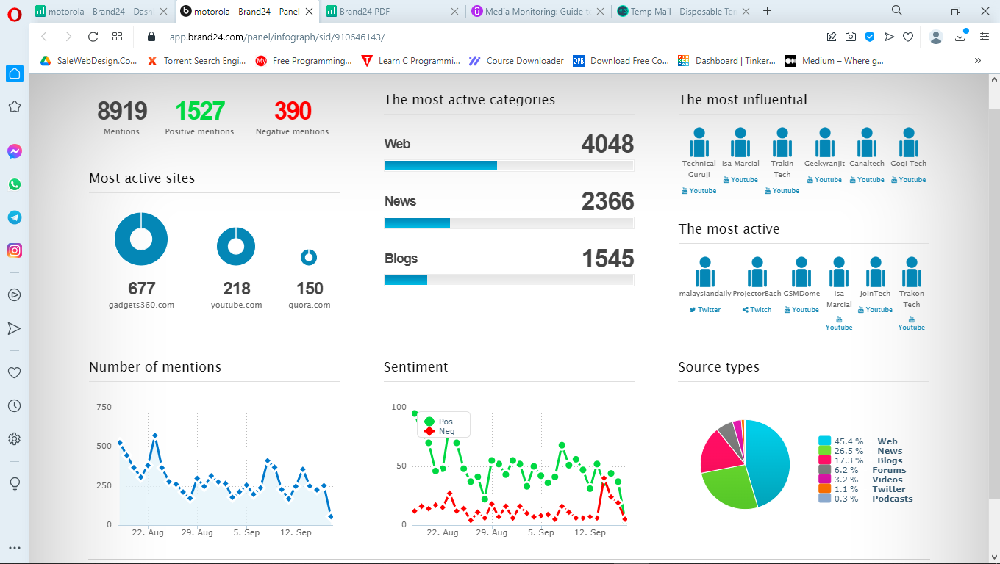 motorola - Brand24 - Dash
motorola - Brand24 - Panel
Brand24 PDF
Media Monitoring: Guide t
Temp Mail - Disposable Te
app.brand24.com/panel/infograph/sid/910646143/
SaleWebDesign.Co...
Torrent Search Engi...
My
Free Programming...
Learn C Programmi...
Course Downloader
OPB
Download Free Co...
TIN
KER
CAD
Dashboard | Tinker...
Medium – Where g...
8919
Mentions
1527
Positive mentions
390
Negative mentions
Most active sites
677
gadgets360.com
218
youtube.com
150
quora.com
The most active categories
Web
4048
News
2366
Blogs
1545
The most influential
Technical
Guruji
Youtube
Isa Marcial
Youtube
Trakin
Tech
Youtube
Geekyranjit
Youtube
Canaltech
Youtube
Gogi Tech
Youtube
The most active
malaysiandaily
Twitter
ProjectorBach
Twitch
GSMDome
Youtube
Isa
Marcial
Youtube
JoinTech
Youtube
Trakon
Tech
Youtube
Number of mentions
750
500
250
0
22. Aug
29. Aug
5. Sep
12. Sep
Sentiment
100
50
0
Pos
Neg
22. Aug
29. Aug
5. Sep
12. Sep
Source types
45.4 % Web
26.5 % News
17.3 % Blogs
6.2 % Forums
3.2 % Videos
1.1 % Twitter
0.3 % Podcasts